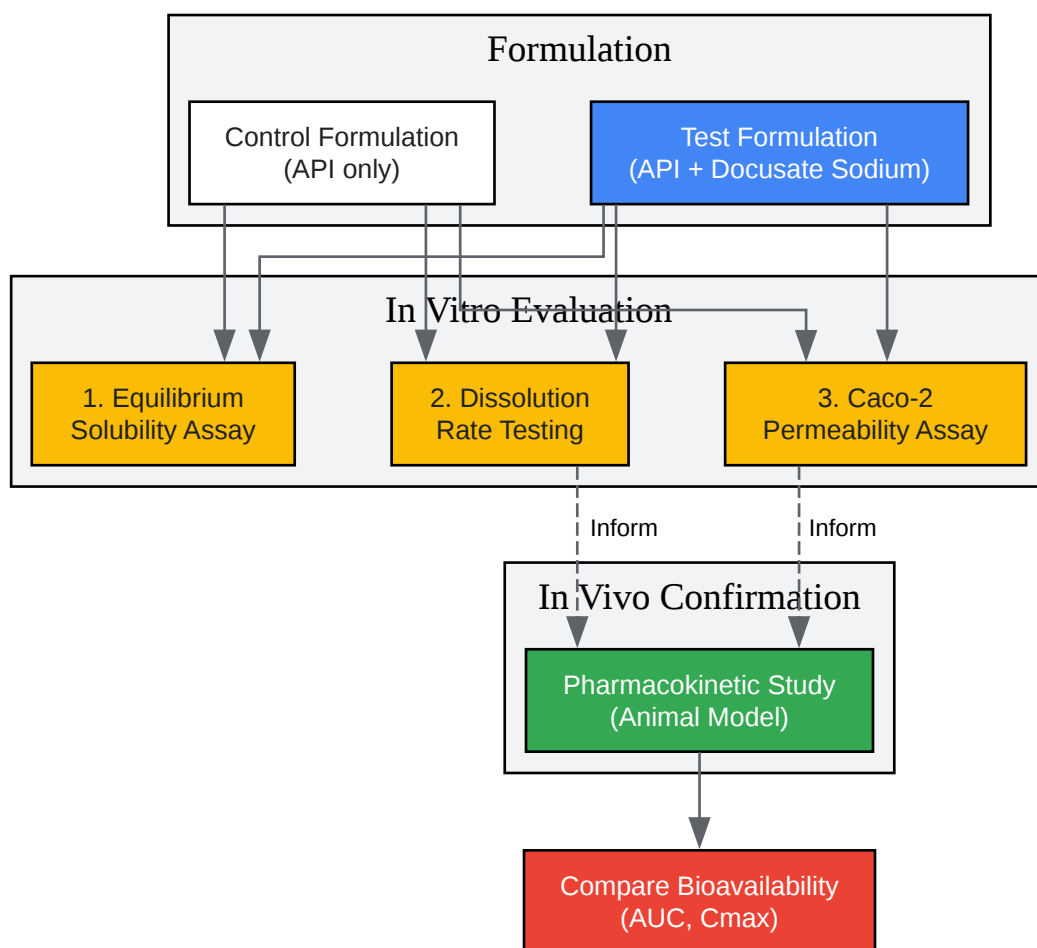 Formulation
Control Formulation
(API only)
Test Formulation
(API + Docusate Sodium)
In Vitro Evaluation
1. Equilibrium
Solubility Assay
2. Dissolution
Rate Testing
3. Caco-2
Permeability Assay
Inform
Inform
In Vivo Confirmation
Pharmacokinetic Study
(Animal Model)
Compare Bioavailability
(AUC, Cmax)